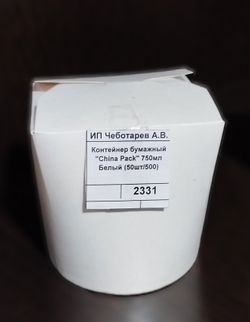 ИП Чеботарев А.В.
Контейнер бумажный
"China Pack" 750мл
Белый (50шт/500)
2331